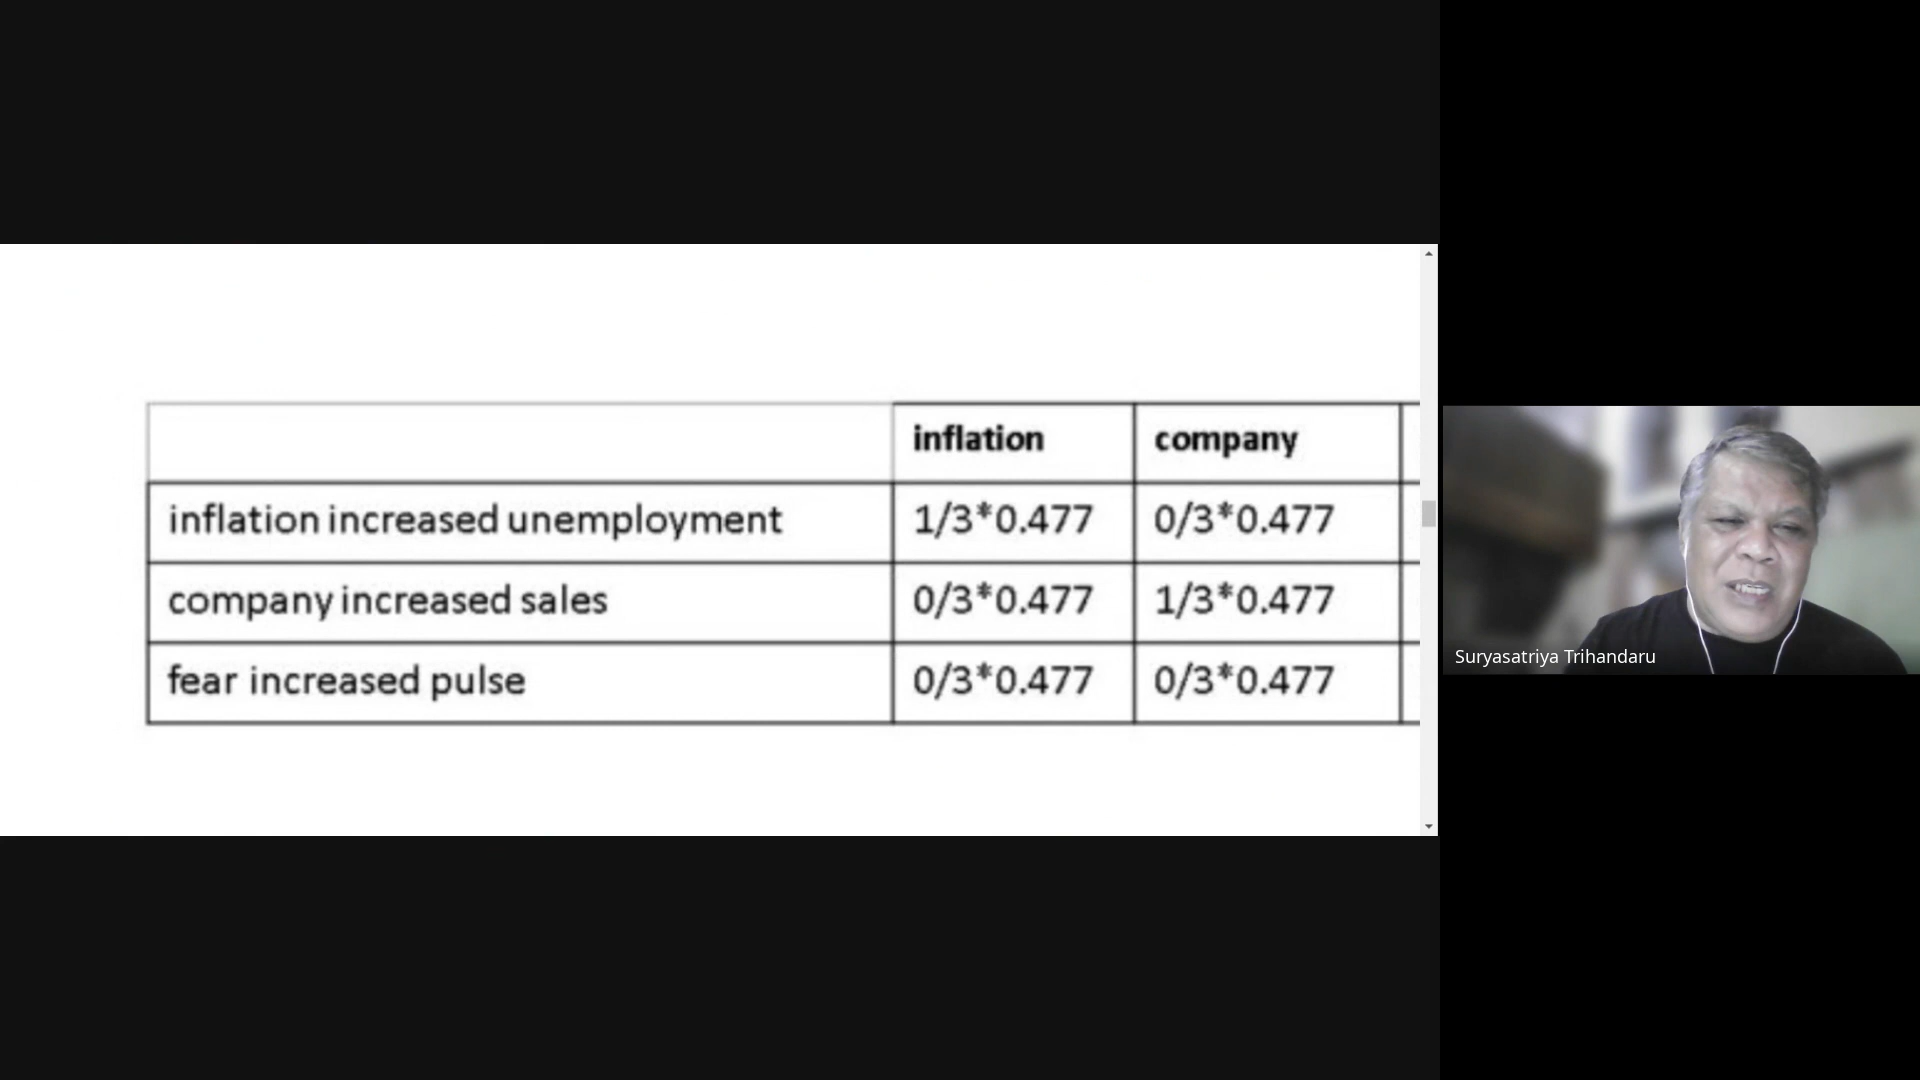 inflation company
inflation increased unemployment 1/3*0.477 0/3*0.477
company increased sales 0/3*0.477 1/3*0.477
fear increased pulse 0/3*0.477 0/3*0.477
Suryasatriya Trihandaru